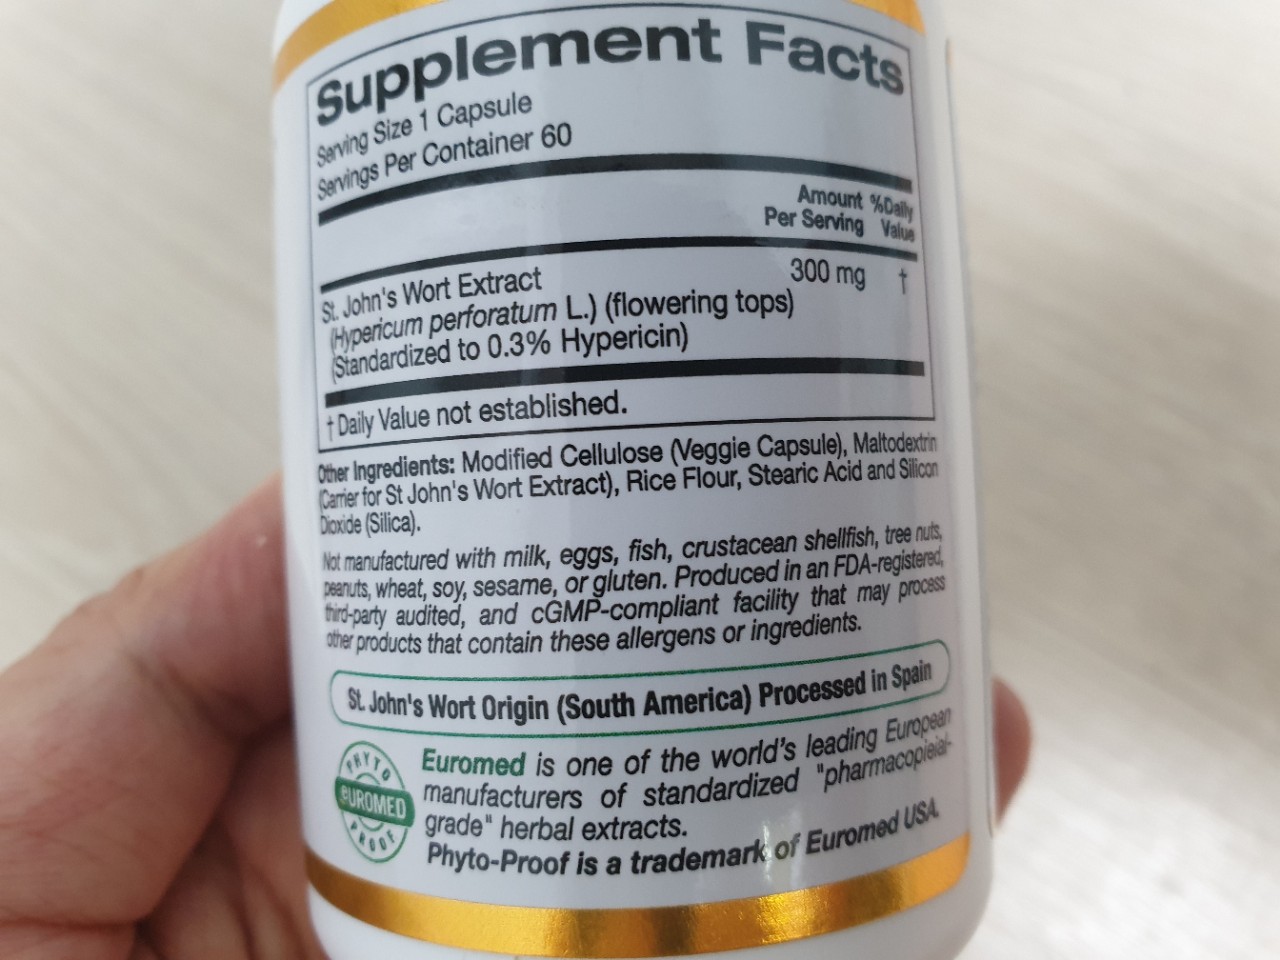 Supplement Facts
Serving Size 1 Capsule
Servings Per Container 60
Amount Per Serving %Daily Value
St. John's Wort Extract 300 mg †
(Hypericum perforatum L.) (flowering tops)
(Standardized to 0.3% Hypericin)
† Daily Value not established.
Other Ingredients: Modified Cellulose (Veggie Capsule), Maltodextrin
(Carrier for St John's Wort Extract), Rice Flour, Stearic Acid and Silicon
Dioxide (Silica).
Not manufactured with milk, eggs, fish, crustacean shellfish, tree nuts,
peanuts, wheat, soy, sesame, or gluten. Produced in an FDA-registered,
third-party audited, and cGMP-compliant facility that may process
other products that contain these allergens or ingredients.
St. John's Wort Origin (South America) Processed in Spain
PHYTO
eUROMED
PROOF
Euromed is one of the world's leading European
manufacturers of standardized "pharmacopieial-
grade" herbal extracts.
Phyto-Proof is a trademark of Euromed USA.